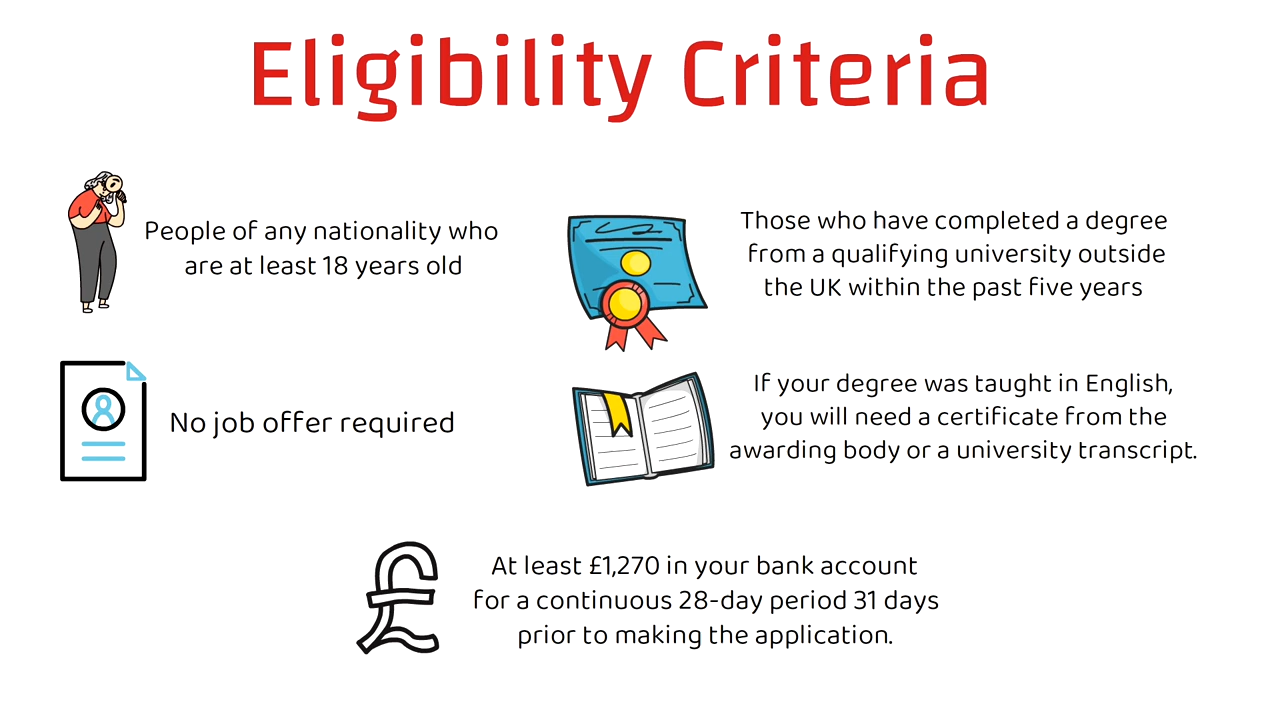 Eligibility Criteria
People of any nationality who
are at least 18 years old
Those who have completed a degree
from a qualifying university outside
the UK within the past five years
No job offer required
If your degree was taught in English,
you will need a certificate from the
awarding body or a university transcript.
At least £1,270 in your bank account
for a continuous 28-day period 31 days
prior to making the application.